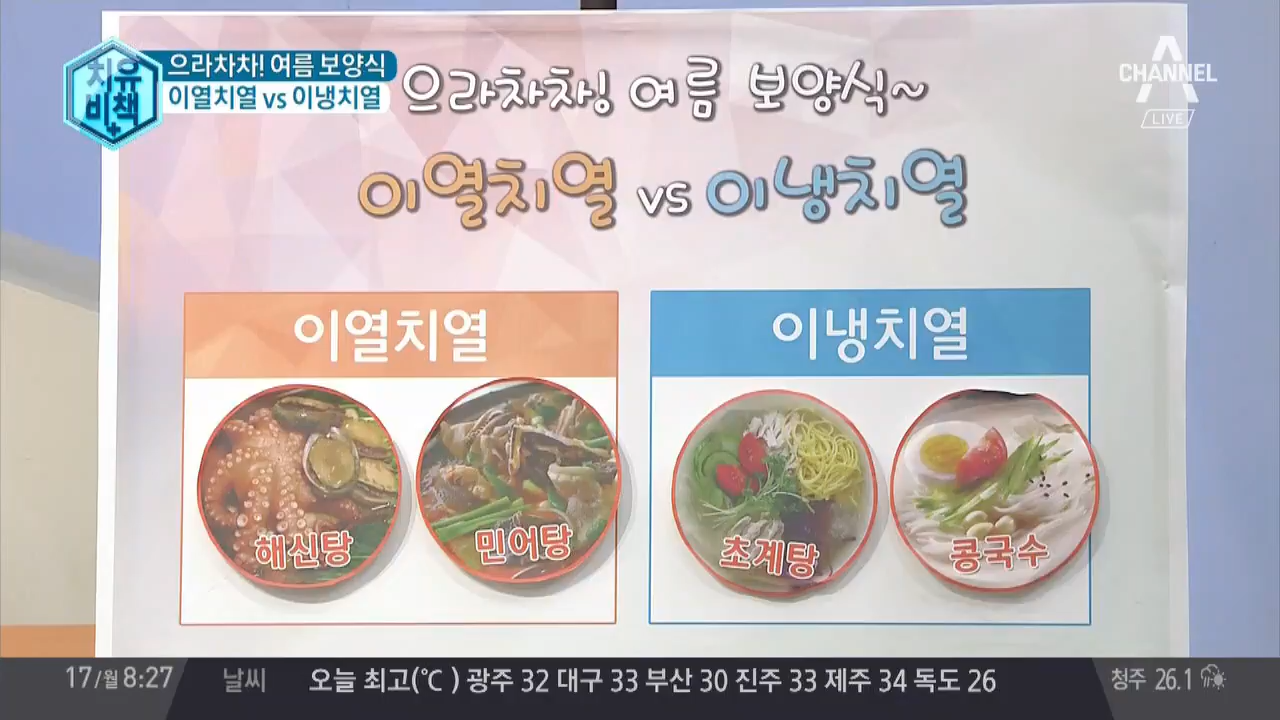 치유
비책+
으라차차! 여름 보양식
이열치열 vs 이냉치열
CHANNEL A
LIVE
으라차차! 여름 보양식~
이열치열 vs 이냉치열
이열치열
이냉치열
해신탕
민어탕
초계탕
콩국수
17/월 8:27
날씨
오늘 최고(℃) 광주 32 대구 33 부산 30 진주 33 제주 34 독도 26
청주 26.1